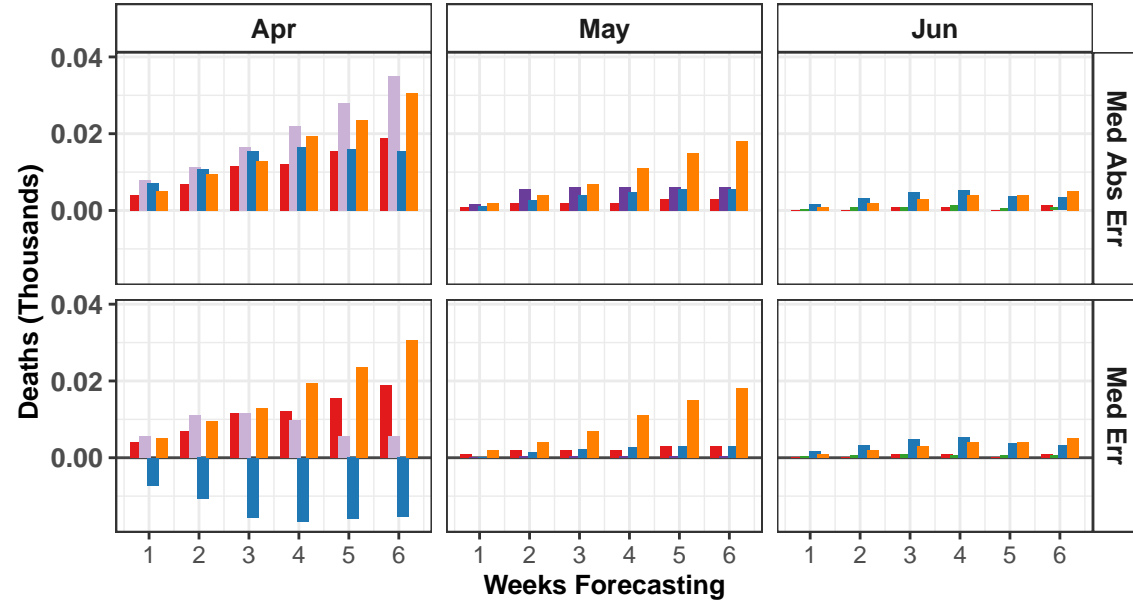 Apr
May
Jun
0.04
0.02
0.00
Med Abs Err
0.04
0.02
0.00
Med Err
Deaths (Thousands)
1 2 3 4 5 6
1 2 3 4 5 6
1 2 3 4 5 6
Weeks Forecasting